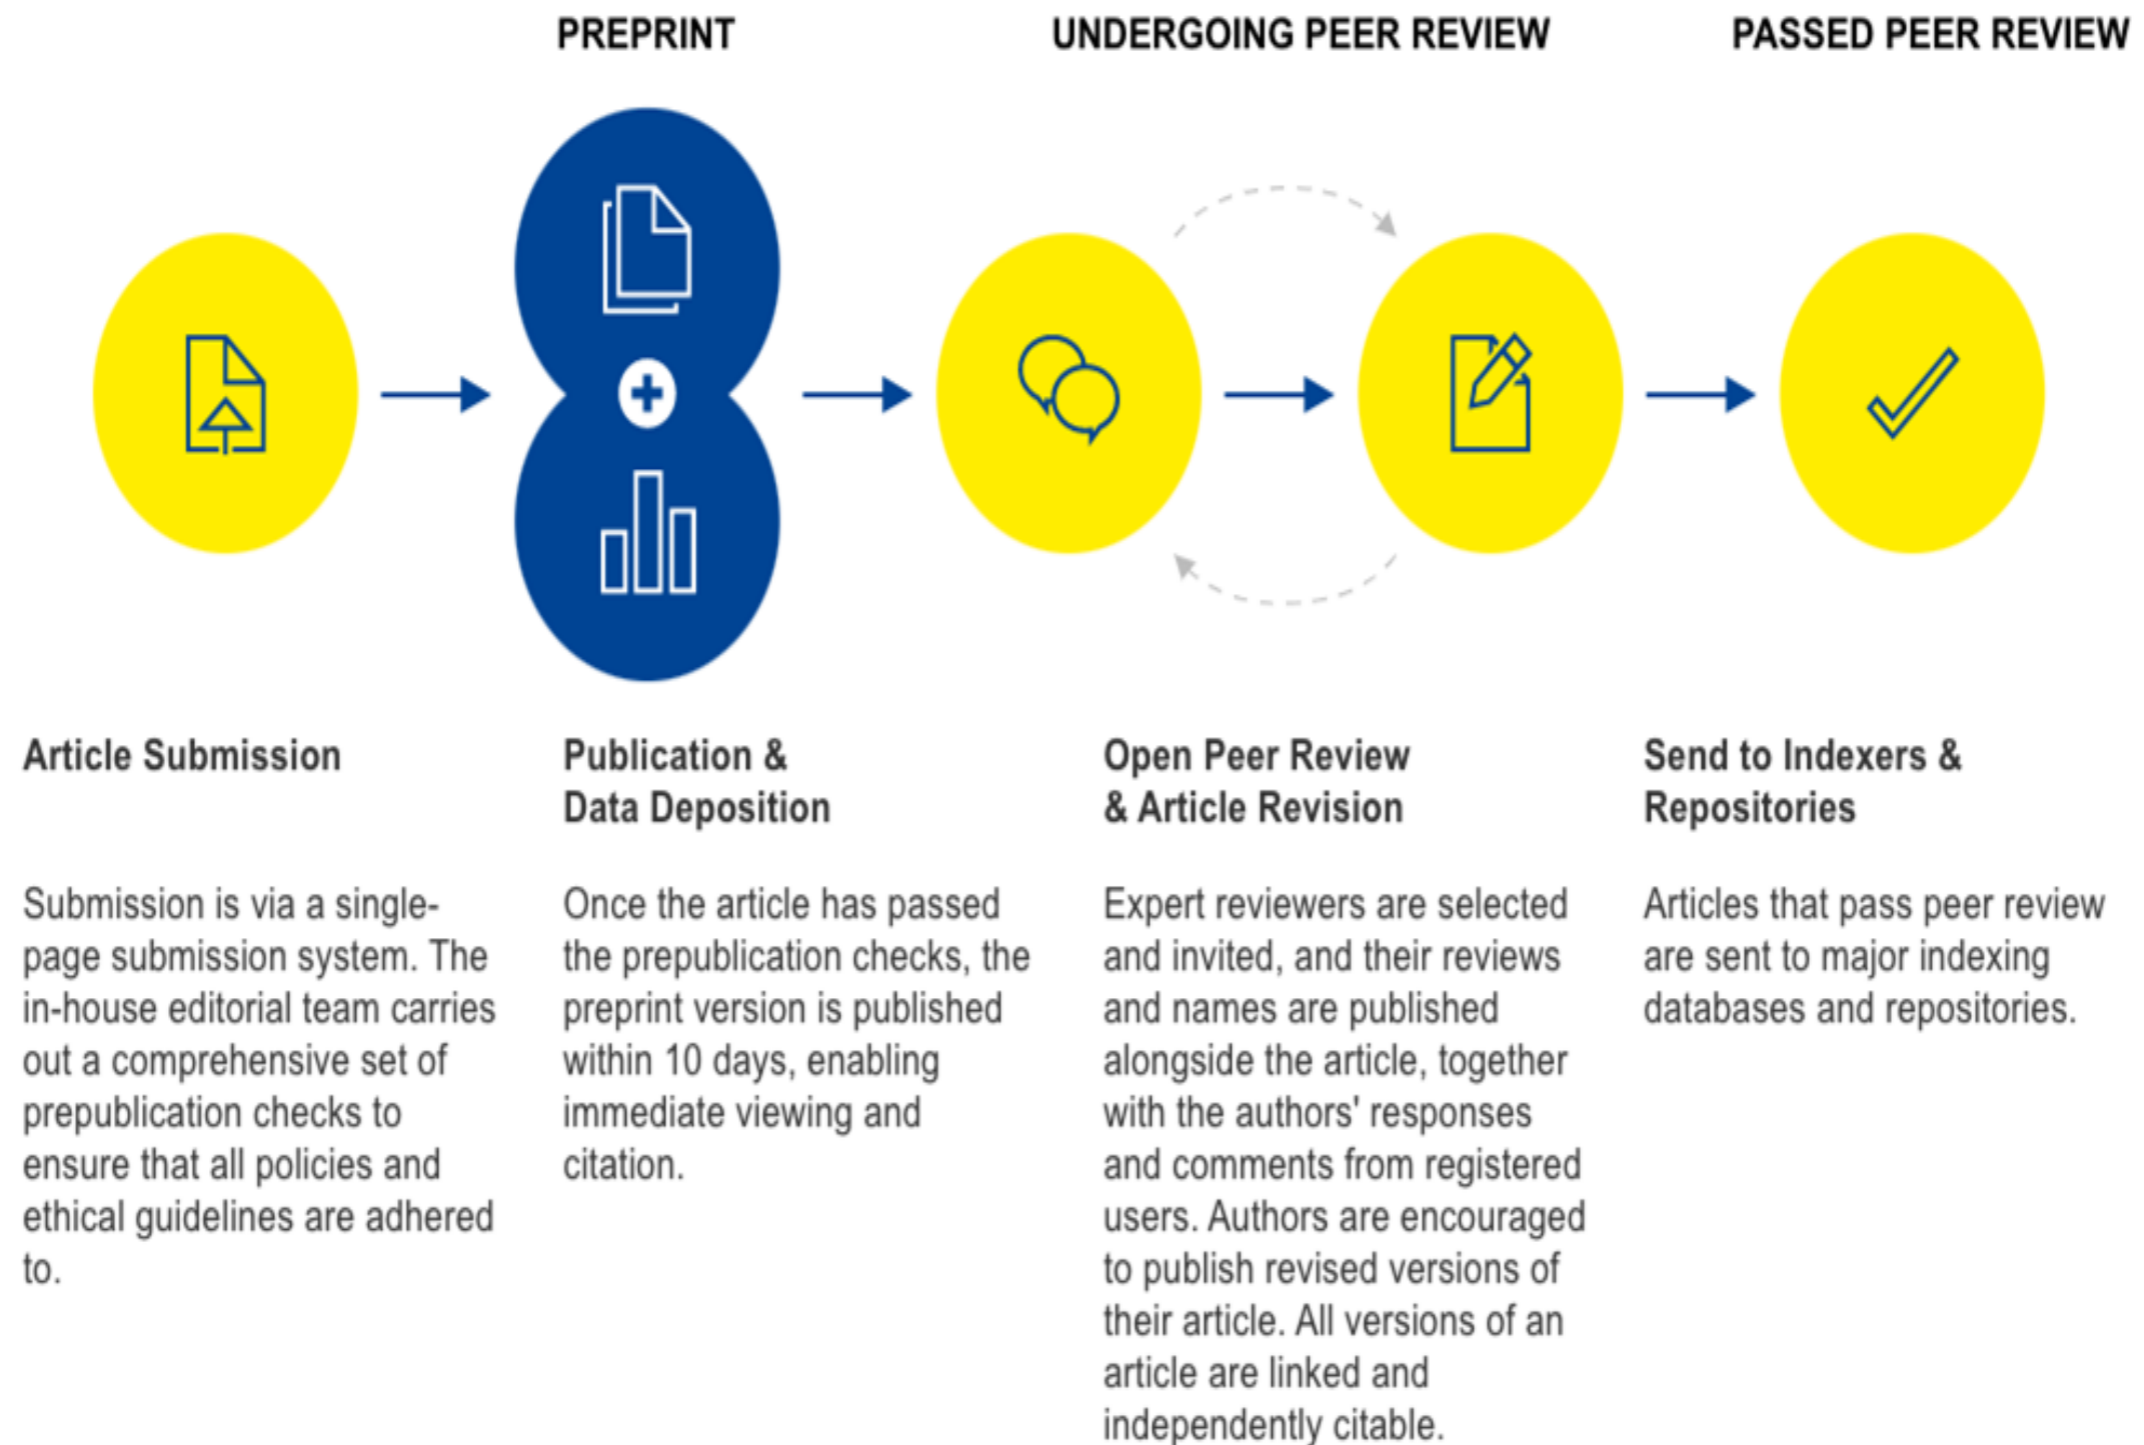 PREPRINT
UNDERGOING PEER REVIEW
PASSED PEER REVIEW
Article Submission
Submission is via a single-
page submission system. The
in-house editorial team carries
out a comprehensive set of
prepublication checks to
ensure that all policies and
ethical guidelines are adhered
to.
Publication &
Data Deposition
Once the article has passed
the prepublication checks, the
preprint version is published
within 10 days, enabling
immediate viewing and
citation.
Open Peer Review
& Article Revision
Expert reviewers are selected
and invited, and their reviews
and names are published
alongside the article, together
with the authors' responses
and comments from registered
users. Authors are encouraged
to publish revised versions of
their article. All versions of an
article are linked and
independently citable.
Send to Indexers &
Repositories
Articles that pass peer review
are sent to major indexing
databases and repositories.